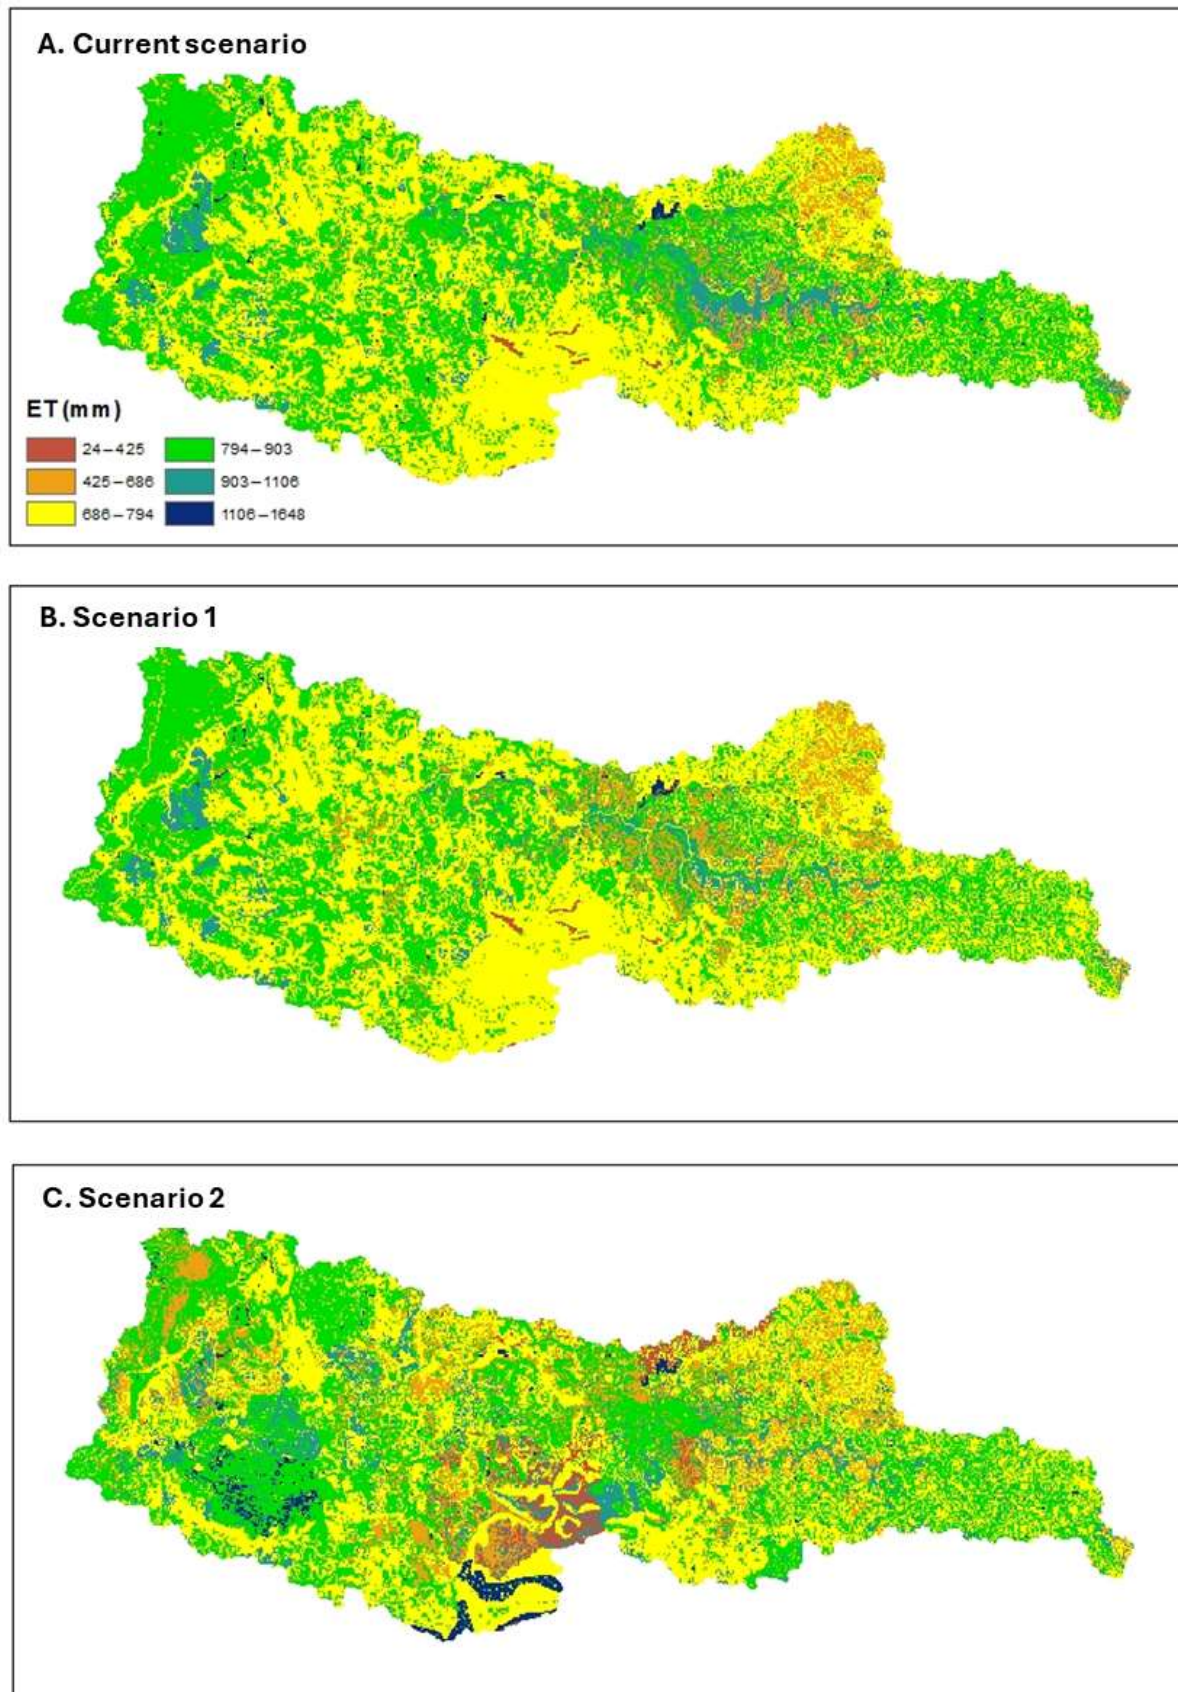 A. Current scenario
ET (mm)
24–425 794–903
425–686 903–1106
686–794 1106–1648
B. Scenario 1
C. Scenario 2